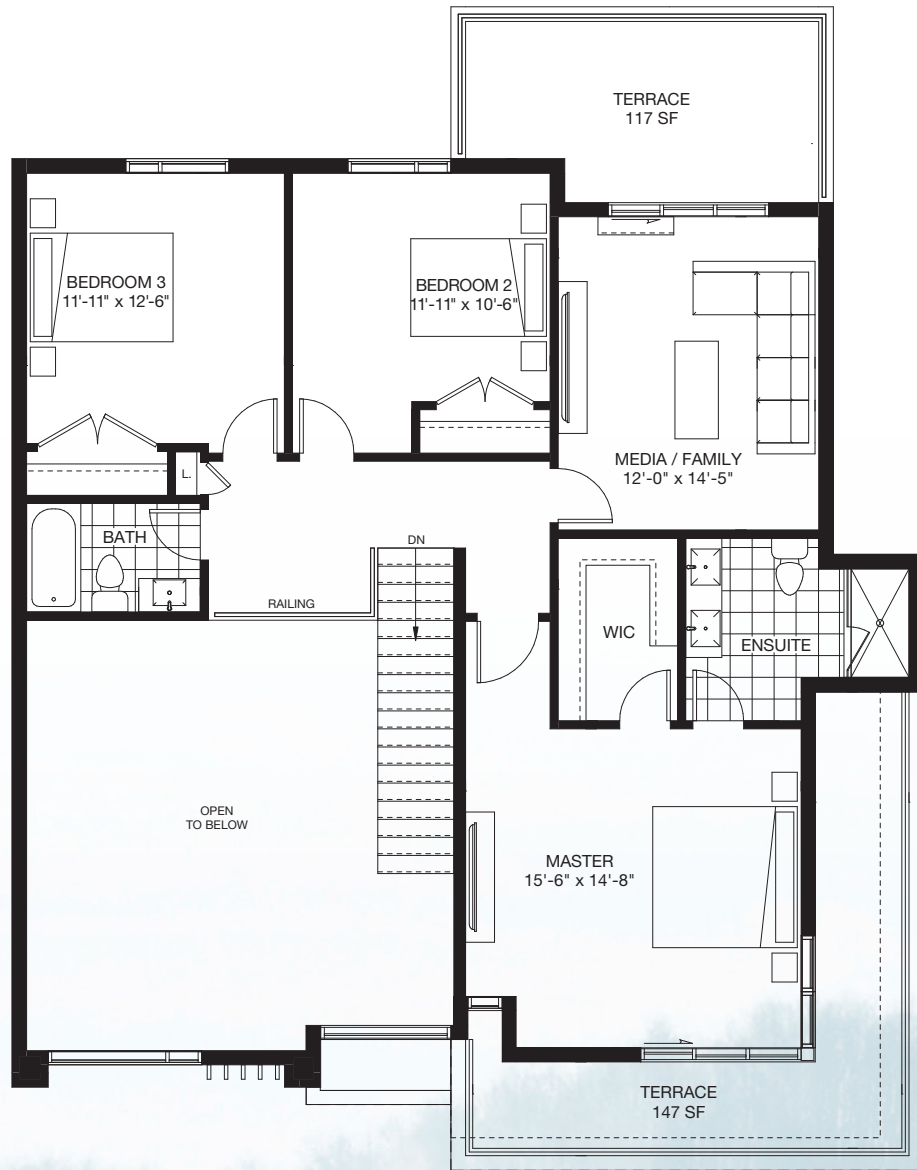 TERRACE
117 SF
BEDROOM 3
11'-11" x 12'-6"
BEDROOM 2
11'-11" x 10'-6"
MEDIA / FAMILY
12'-0" x 14'-5"
L.
BATH
DN
RAILING
WIC
ENSUITE
OPEN
TO BELOW
MASTER
15'-6" x 14'-8"
TERRACE
147 SF